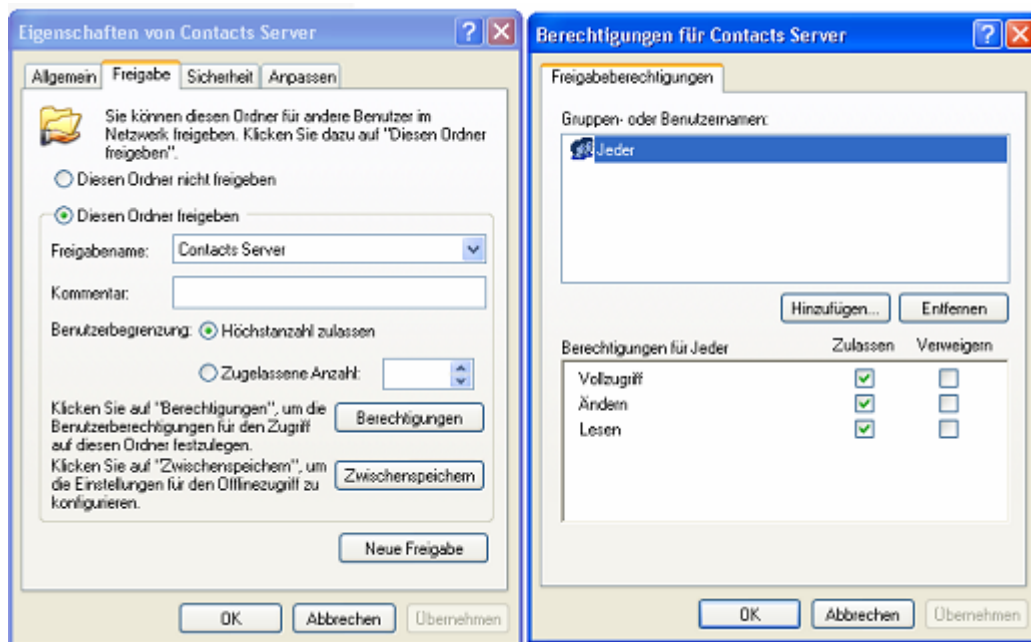 Eigenschaften von Contacts Server
Allgemein Freigabe Sicherheit Anpassen
Sie können diesen Ordner für andere Benutzer im
Netzwerk freigeben. Klicken Sie dazu auf "Diesen Ordner
freigeben".
Diesen Ordner nicht freigeben
Diesen Ordner freigeben
Freigabename: Contacts Server
Kommentar:
Benutzerbegrenzung: Höchstanzahl zulassen
Zugelassene Anzahl:
Klicken Sie auf "Berechtigungen", um die
Benutzerberechtigungen für den Zugriff
auf diesen Ordner festzulegen.
Berechtigungen
Klicken Sie auf "Zwischenspeichern", um
die Einstellungen für den Offlinezugriff zu
konfigurieren.
Zwischenspeichern
Neue Freigabe
OK Abbrechen Übernehmen
Berechtigungen für Contacts Server
Freigabeberechtigungen
Gruppen- oder Benutzernamen:
Jeder
Hinzufügen... Entfernen
Berechtigungen für Jeder Zulassen Verweigern
Vollzugriff
Ändern
Lesen
OK Abbrechen Übernehmen